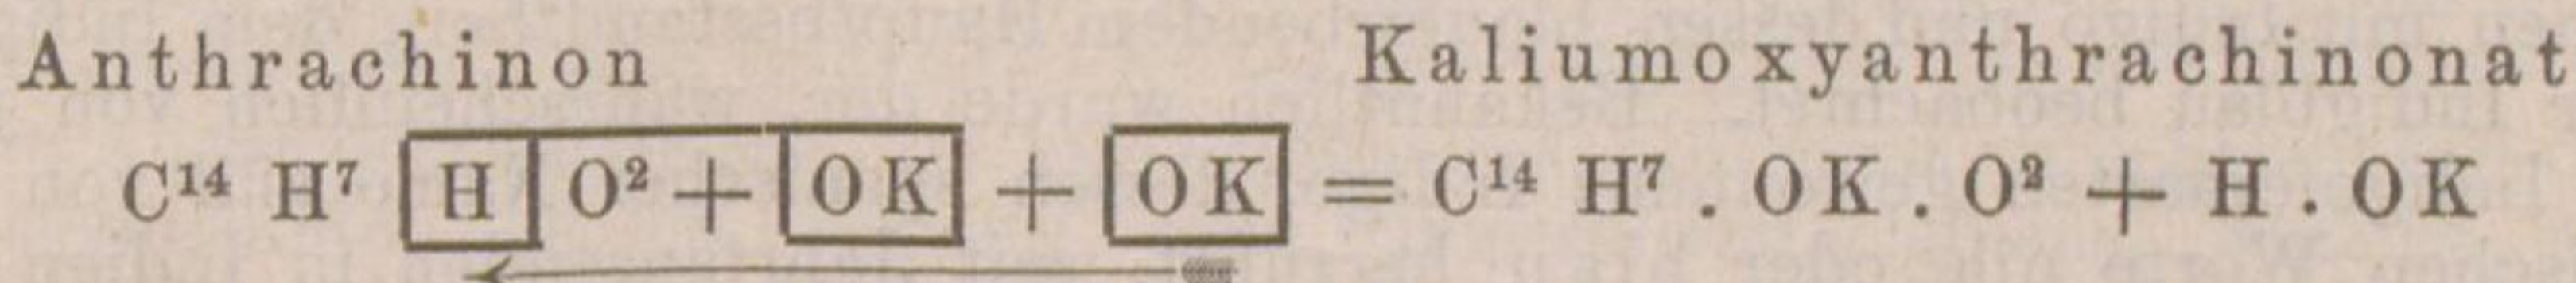 Anthrachinon Kaliumoxyanthrachinonat
C¹⁴ H⁷ H O² + OK + OK = C¹⁴ H⁷ . OK . O² + H . OK